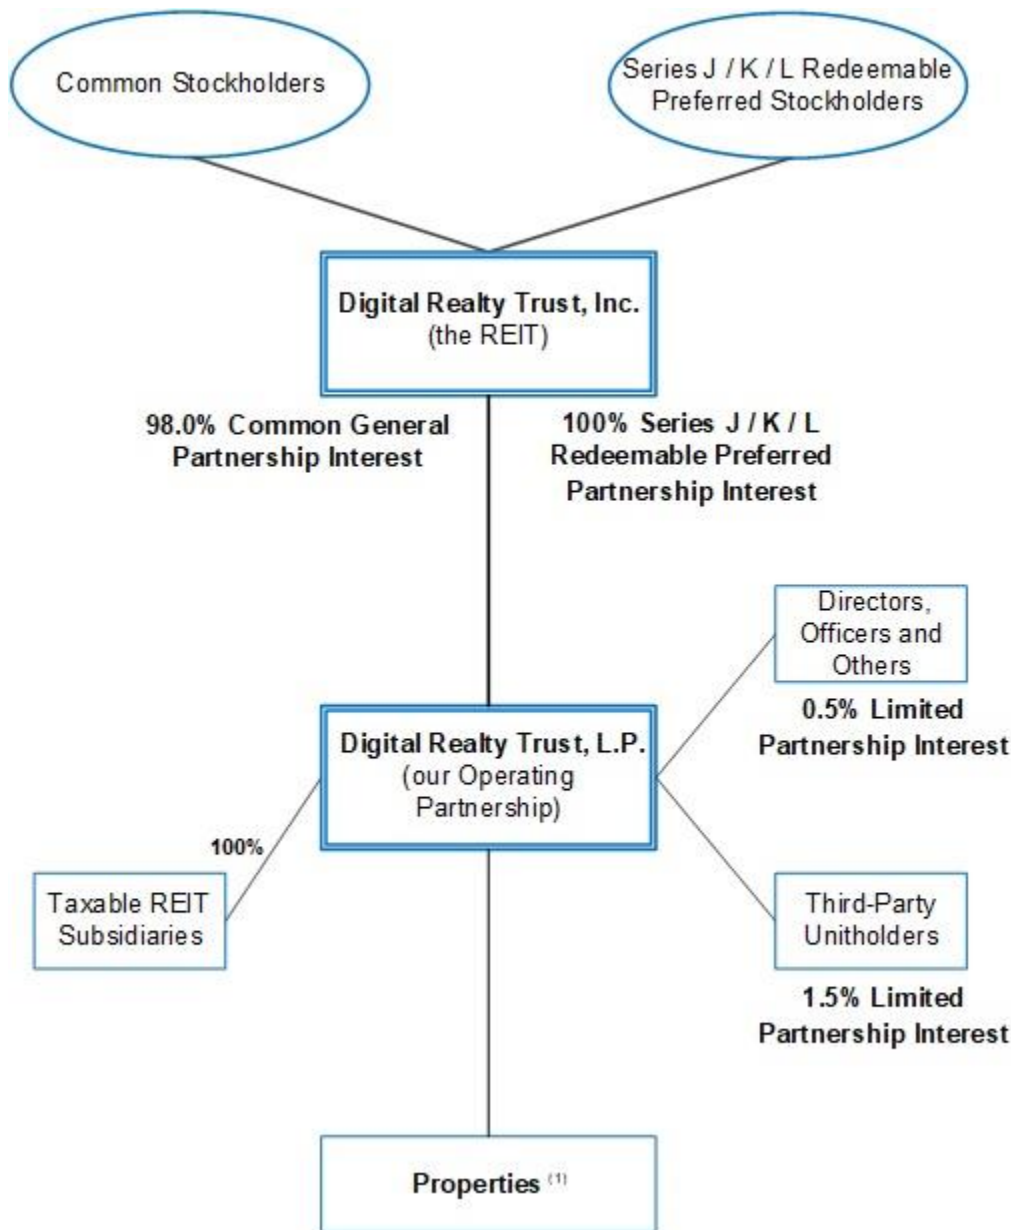 Common Stockholders
Series J / K / L Redeemable
Preferred Stockholders
Digital Realty Trust, Inc.
(the REIT)
98.0% Common General
Partnership Interest
100% Series J / K / L
Redeemable Preferred
Partnership Interest
Directors,
Officers and
Others
0.5% Limited
Partnership Interest
Digital Realty Trust, L.P.
(our Operating
Partnership)
100%
Taxable REIT
Subsidiaries
Third-Party
Unitholders
1.5% Limited
Partnership Interest
Properties (1)